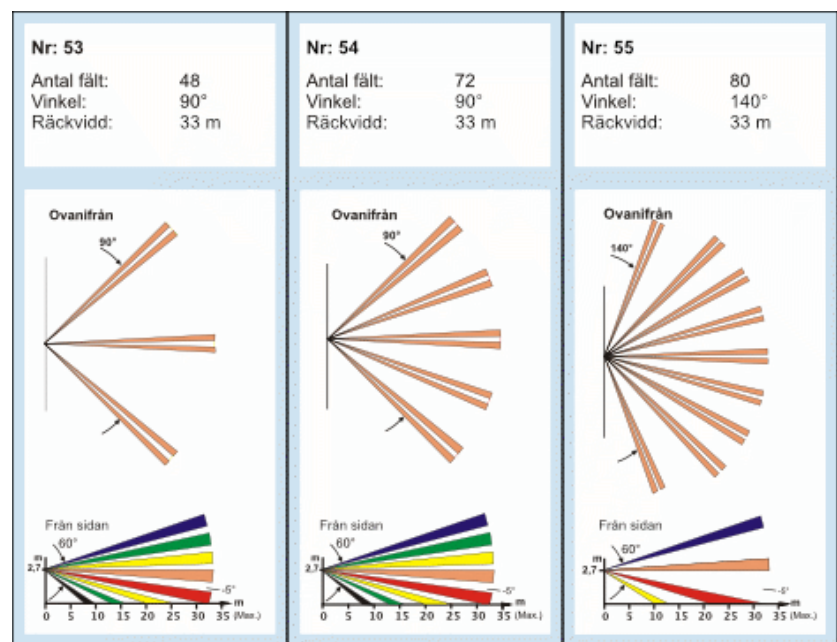 Nr: 53
Antal fält: 48
Vinkel: 90°
Räckvidd: 33 m
Ovanifrån
90°
Från sidan
60°
m
2,7
-5°
m
0 5 10 15 20 25 30 35 (Max.)
Nr: 54
Antal fält: 72
Vinkel: 90°
Räckvidd: 33 m
Ovanifrån
90°
Från sidan
60°
m
2,7
-5°
m
0 5 10 15 20 25 30 35 (Max.)
Nr: 55
Antal fält: 80
Vinkel: 140°
Räckvidd: 33 m
Ovanifrån
140°
Från sidan
60°
m
2,7
-5°
m
0 5 10 15 20 25 30 35 (Max.)